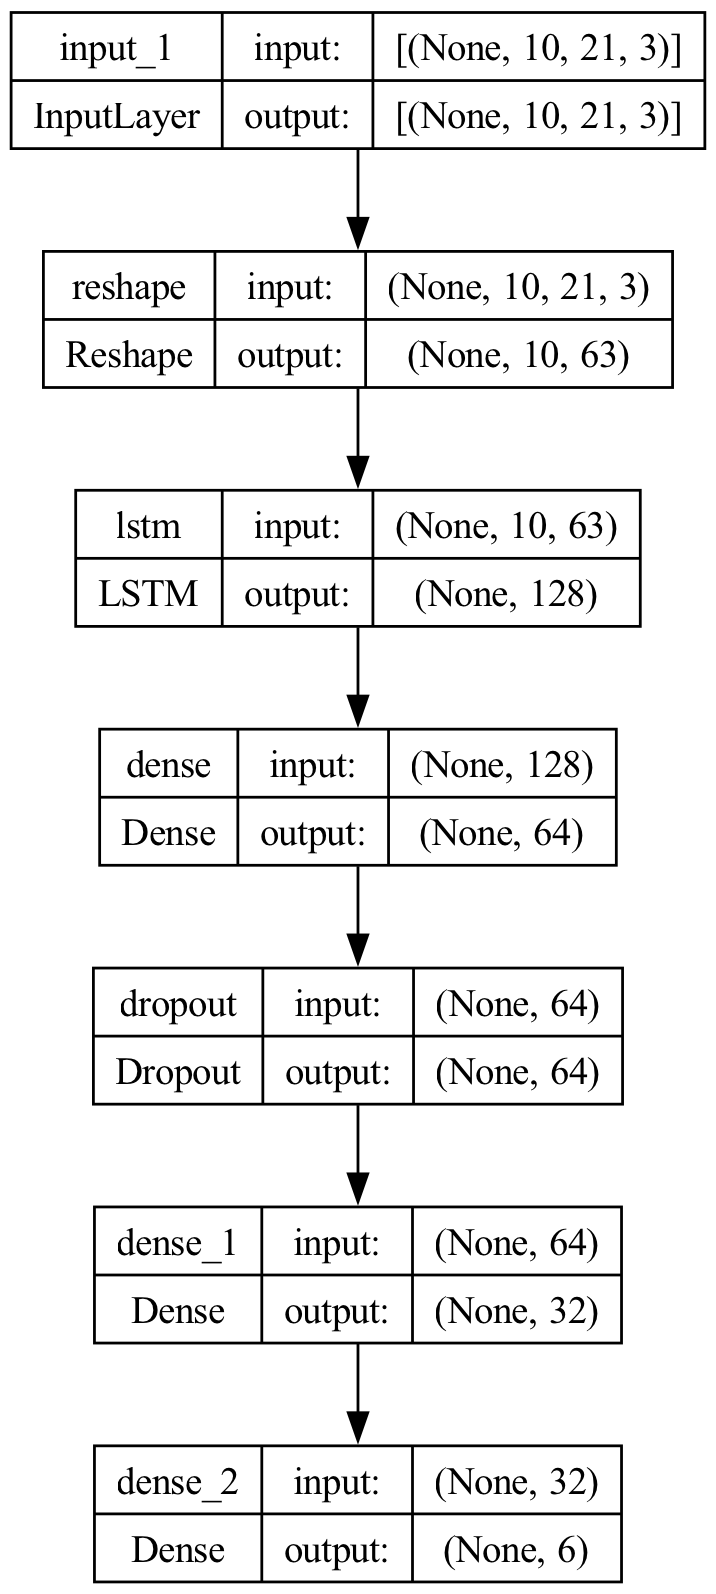 input_1 input: [(None, 10, 21, 3)]
InputLayer output: [(None, 10, 21, 3)]
reshape input: (None, 10, 21, 3)
Reshape output: (None, 10, 63)
lstm input: (None, 10, 63)
LSTM output: (None, 128)
dense input: (None, 128)
Dense output: (None, 64)
dropout input: (None, 64)
Dropout output: (None, 64)
dense_1 input: (None, 64)
Dense output: (None, 32)
dense_2 input: (None, 32)
Dense output: (None, 6)